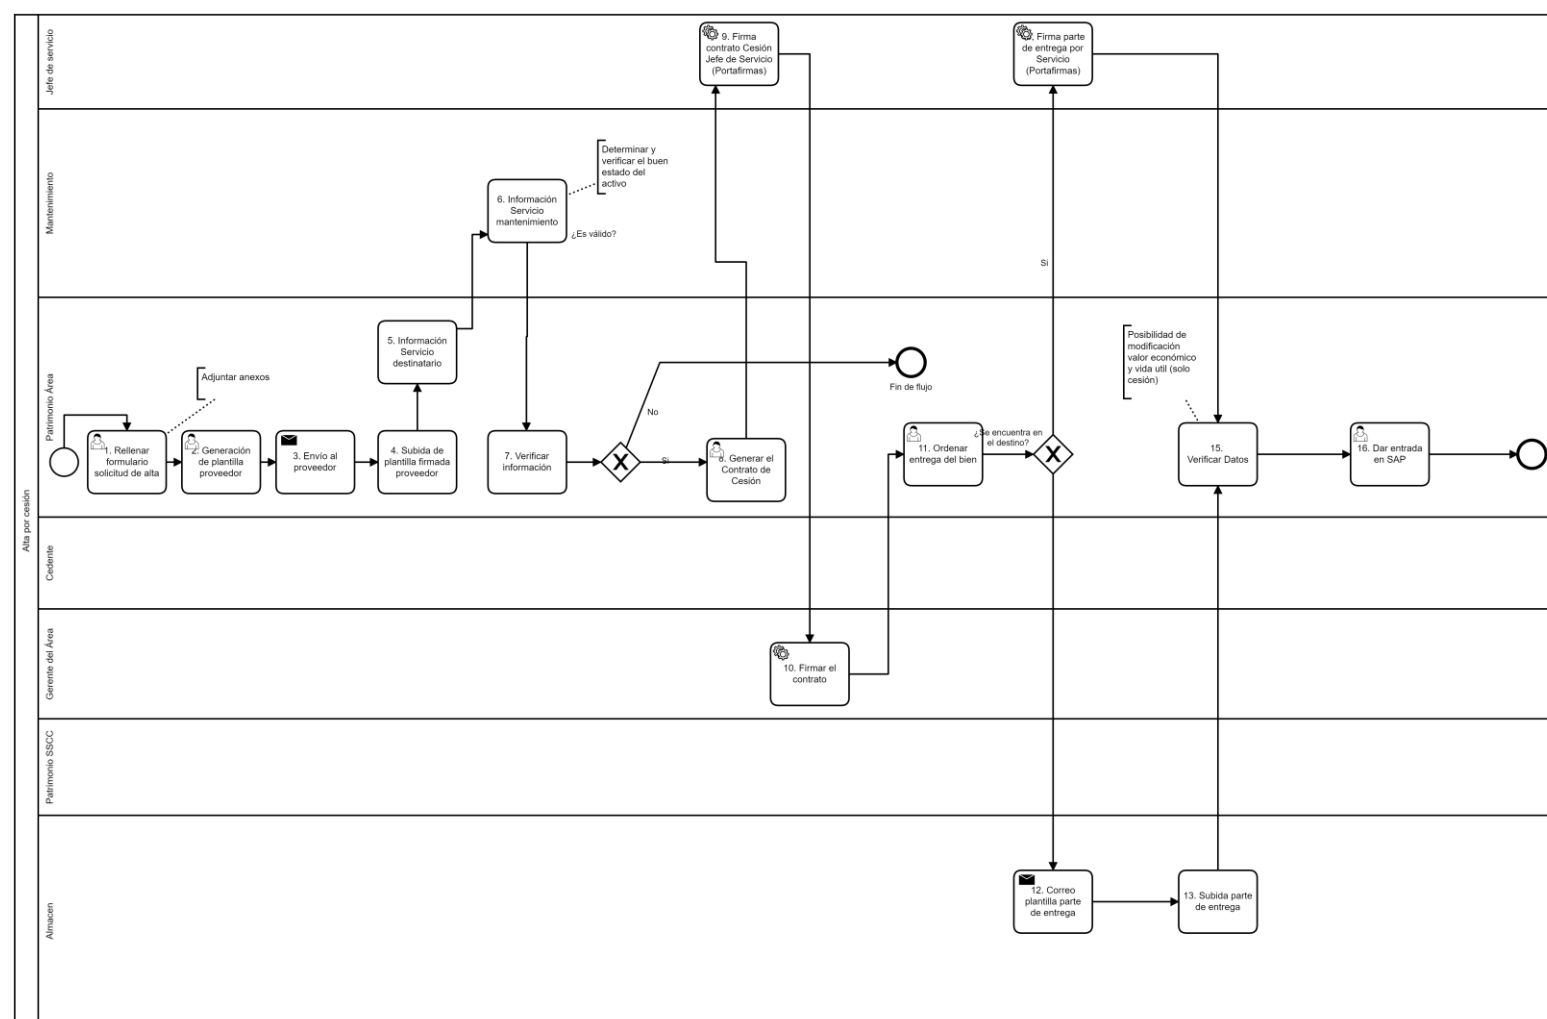 Alta por cesión
Jefe de servicio
9. Firma
contrato Cesión
Jefe de Servicio
(Portafirmas)
Firma parte
de entrega por
Servicio
(Portafirmas)
Mantenimiento
Determinar y
verificar el buen
estado del
activo
6. Información
Servicio
mantenimiento
¿Es válido?
Si
Patrimonio Área
Adjuntar anexos
1. Rellenar
formulario
solicitud de alta
2. Generación
de plantilla
proveedor
3. Envío al
proveedor
4. Subida de
plantilla firmada
proveedor
5. Información
Servicio
destinatario
7. Verificar
información
No
Si
Fin de flujo
8. Generar el
Contrato de
Cesión
11. Ordenar
entrega del bien
¿Se encuentra en
el destino?
Posibilidad de
modificación
valor económico
y vida util (solo
cesión)
15.
Verificar Datos
16. Dar entrada
en SAP
Cedente
Gerente del Área
10. Firmar el
contrato
Patrimonio SSCC
Almacen
12. Correo
plantilla parte
de entrega
13. Subida parte
de entrega